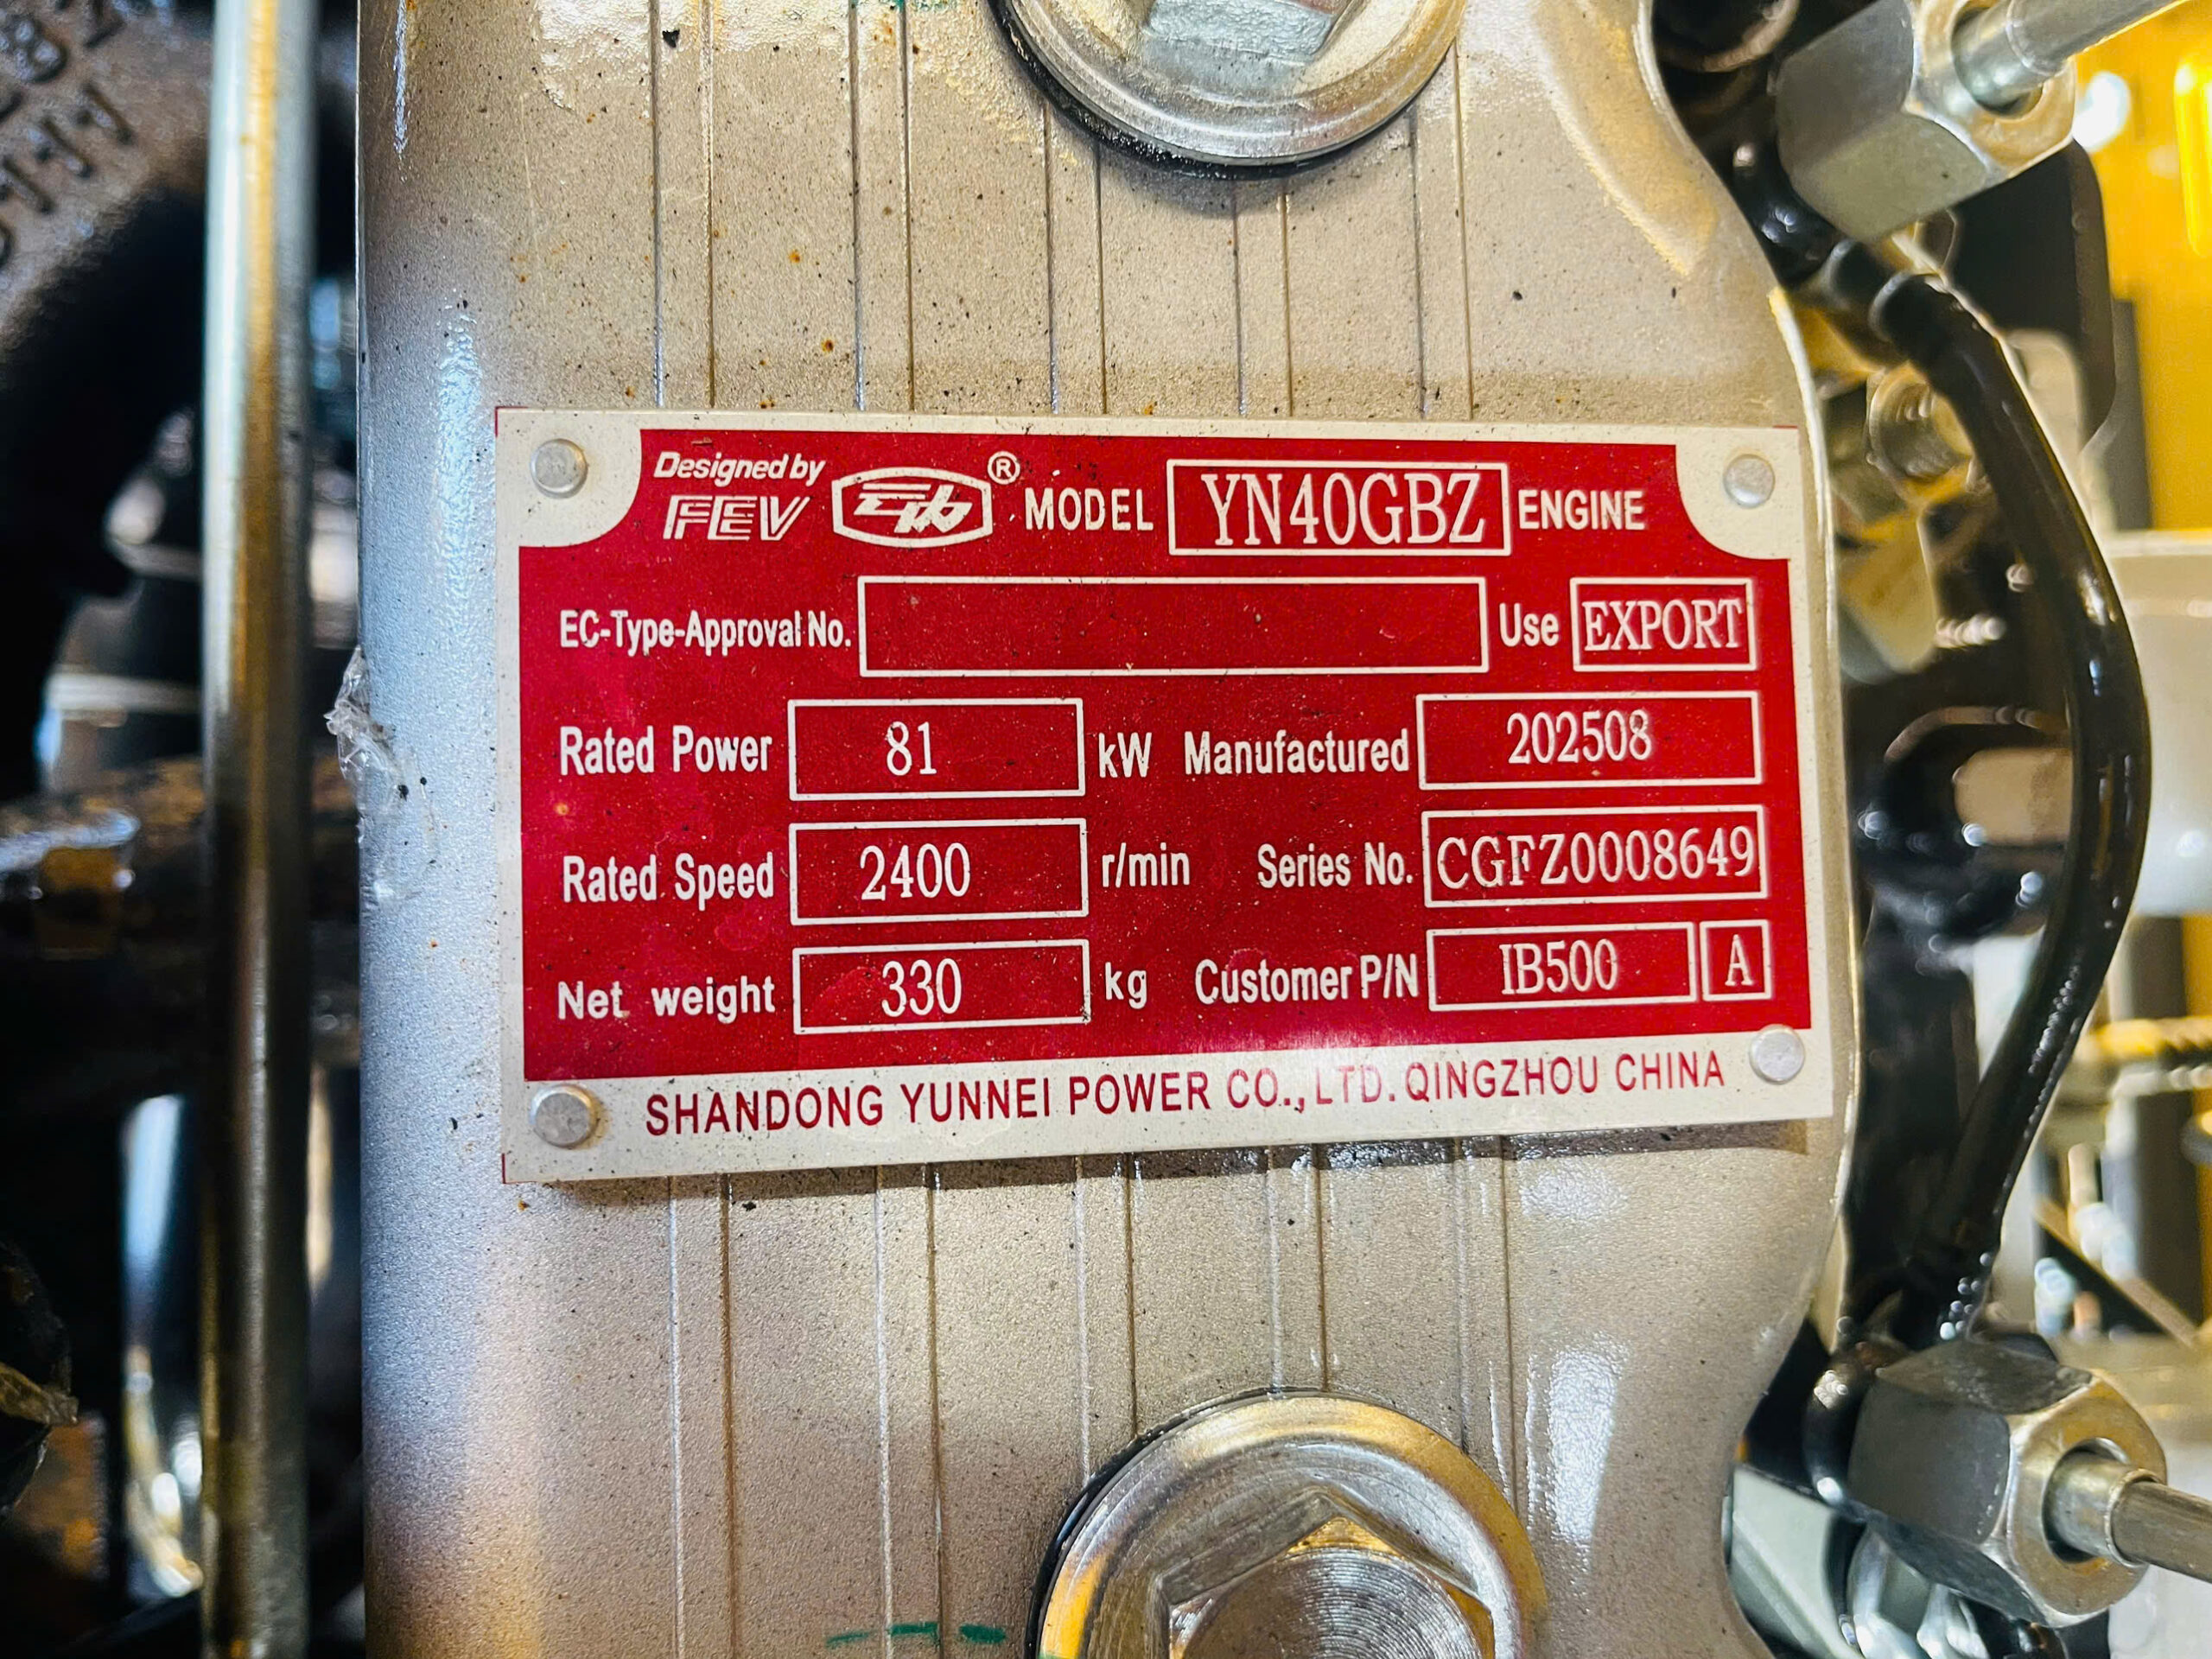 Designed by
FEV ® MODEL YN40GBZ ENGINE
EC-Type-Approval No. Use EXPORT
Rated Power 81 kW Manufactured 202508
Rated Speed 2400 r/min Series No. CGFZ0008649
Net weight 330 kg Customer P/N IB500 A
SHANDONG YUNNEI POWER CO.,LTD. QINGZHOU CHINA